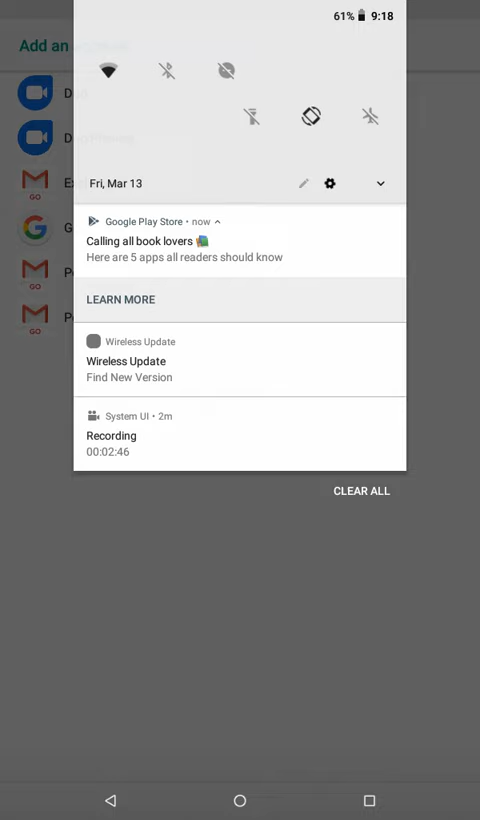 61% 9:18
Add an
Fri, Mar 13
Google Play Store • now
Calling all book lovers 📚
Here are 5 apps all readers should know
LEARN MORE
Wireless Update
Wireless Update
Find New Version
System UI • 2m
Recording
00:02:46
CLEAR ALL
GO
GO
GO